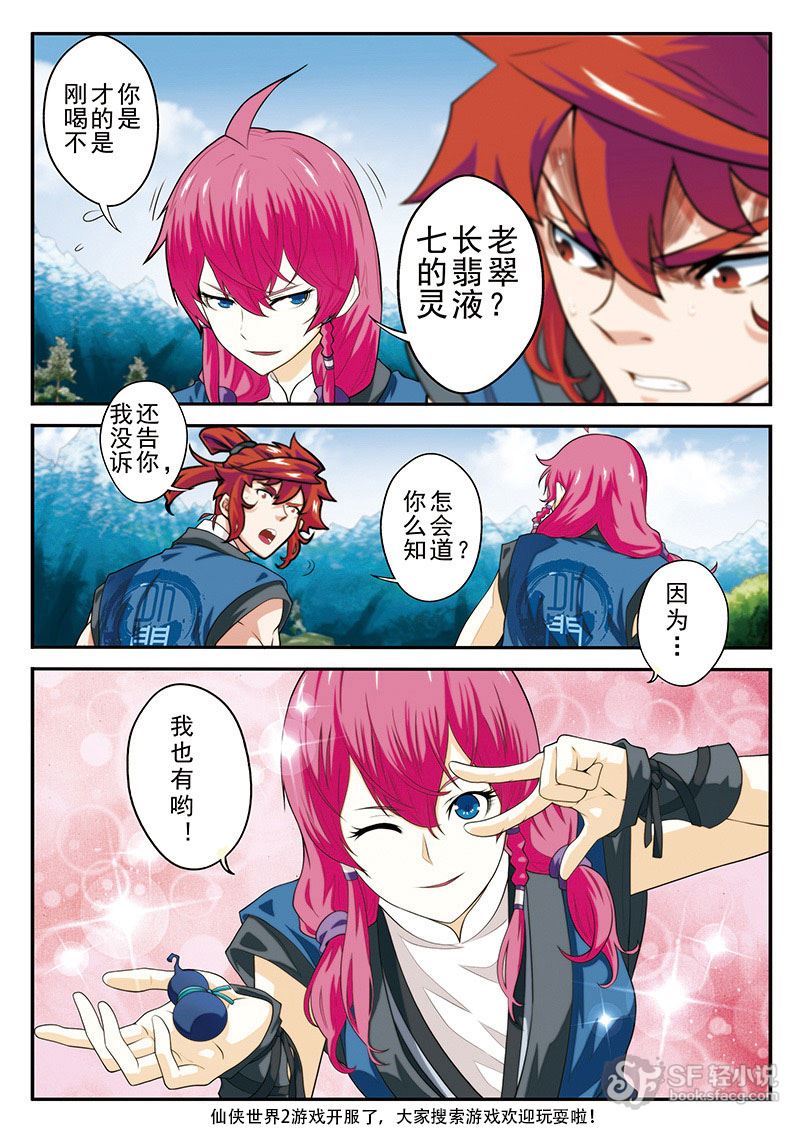 刚才你
喝的是
不是
七长老
的翡翠
灵液？
我还
没告
诉你，
你怎
么会
知道？
因为…
我也有哟！
SF轻小说
book.sfacg.com
仙侠世界2游戏开服了，大家搜索游戏欢迎玩耍啦！